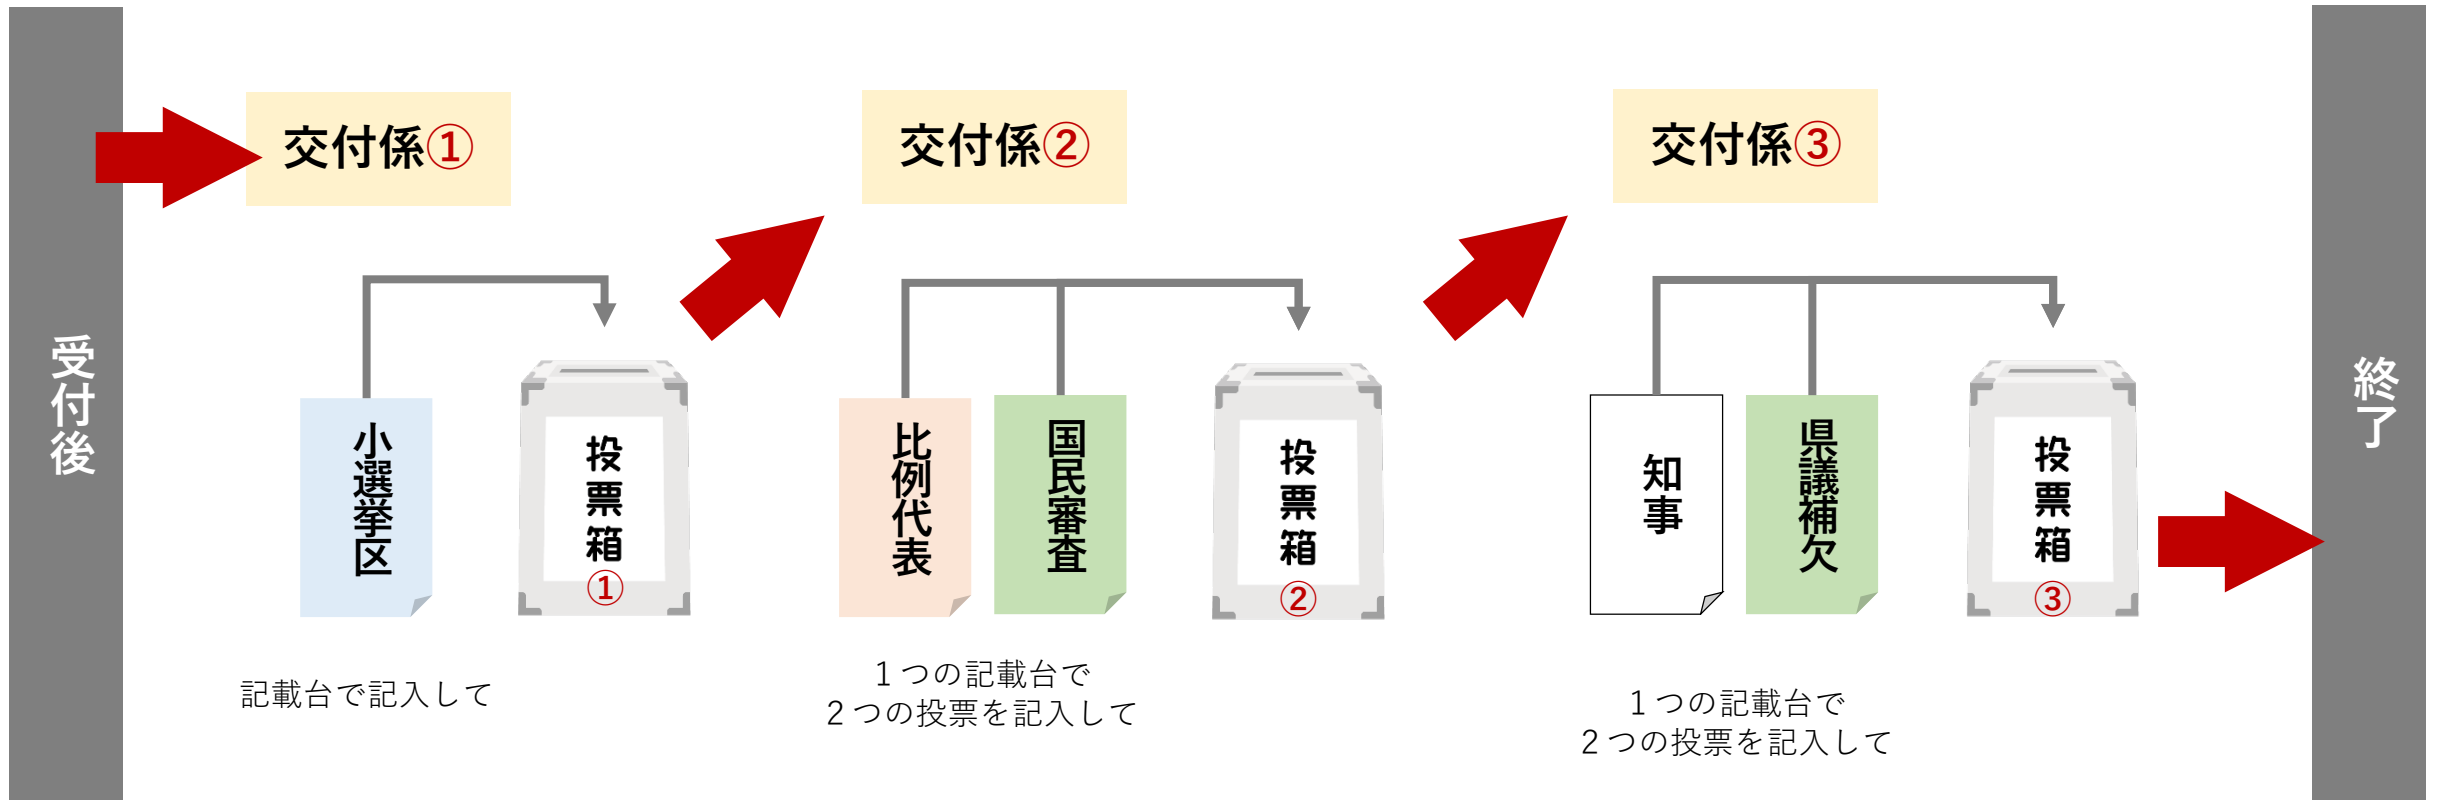 受付後
交付係①
小選挙区
投票箱
①
記載台で記入して
交付係②
比例代表
国民審査
投票箱
②
１つの記載台で
２つの投票を記入して
交付係③
知事
県議補欠
投票箱
③
１つの記載台で
２つの投票を記入して
終了